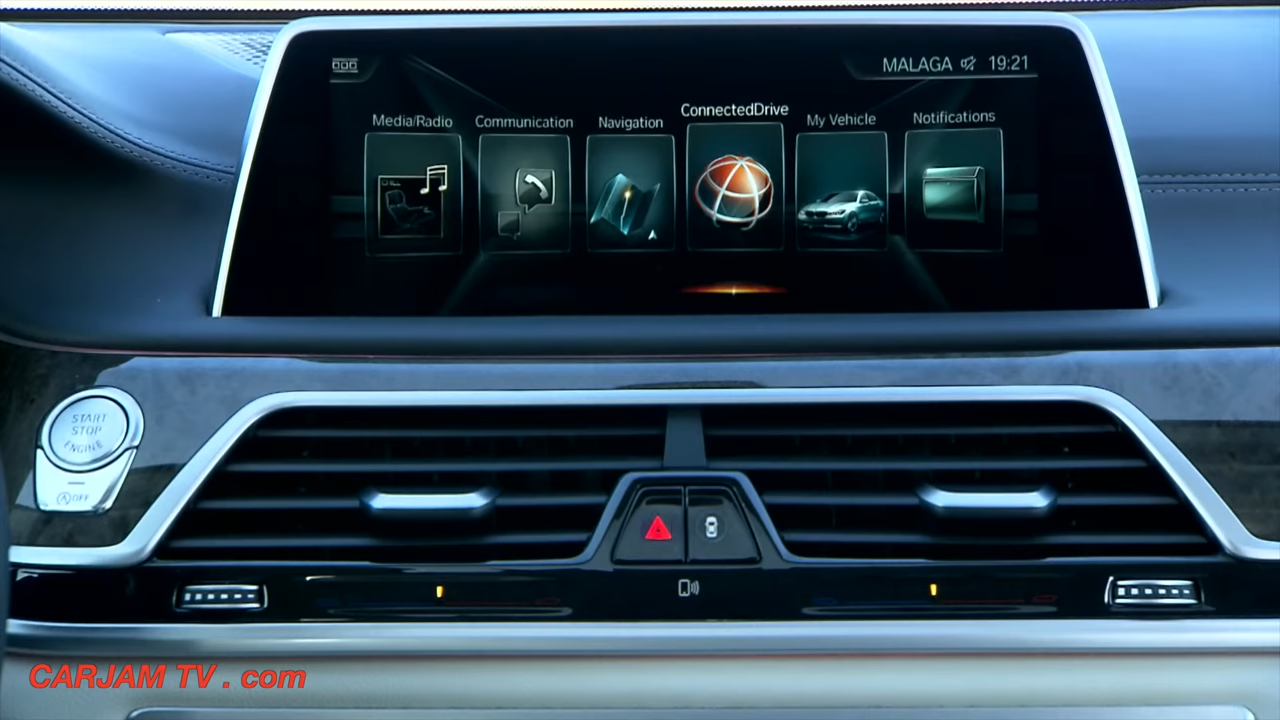 MALAGA 19:21
Media/Radio
Communication
Navigation
ConnectedDrive
My Vehicle
Notifications
START
STOP
ENGINE
A OFF
CARJAM TV . com